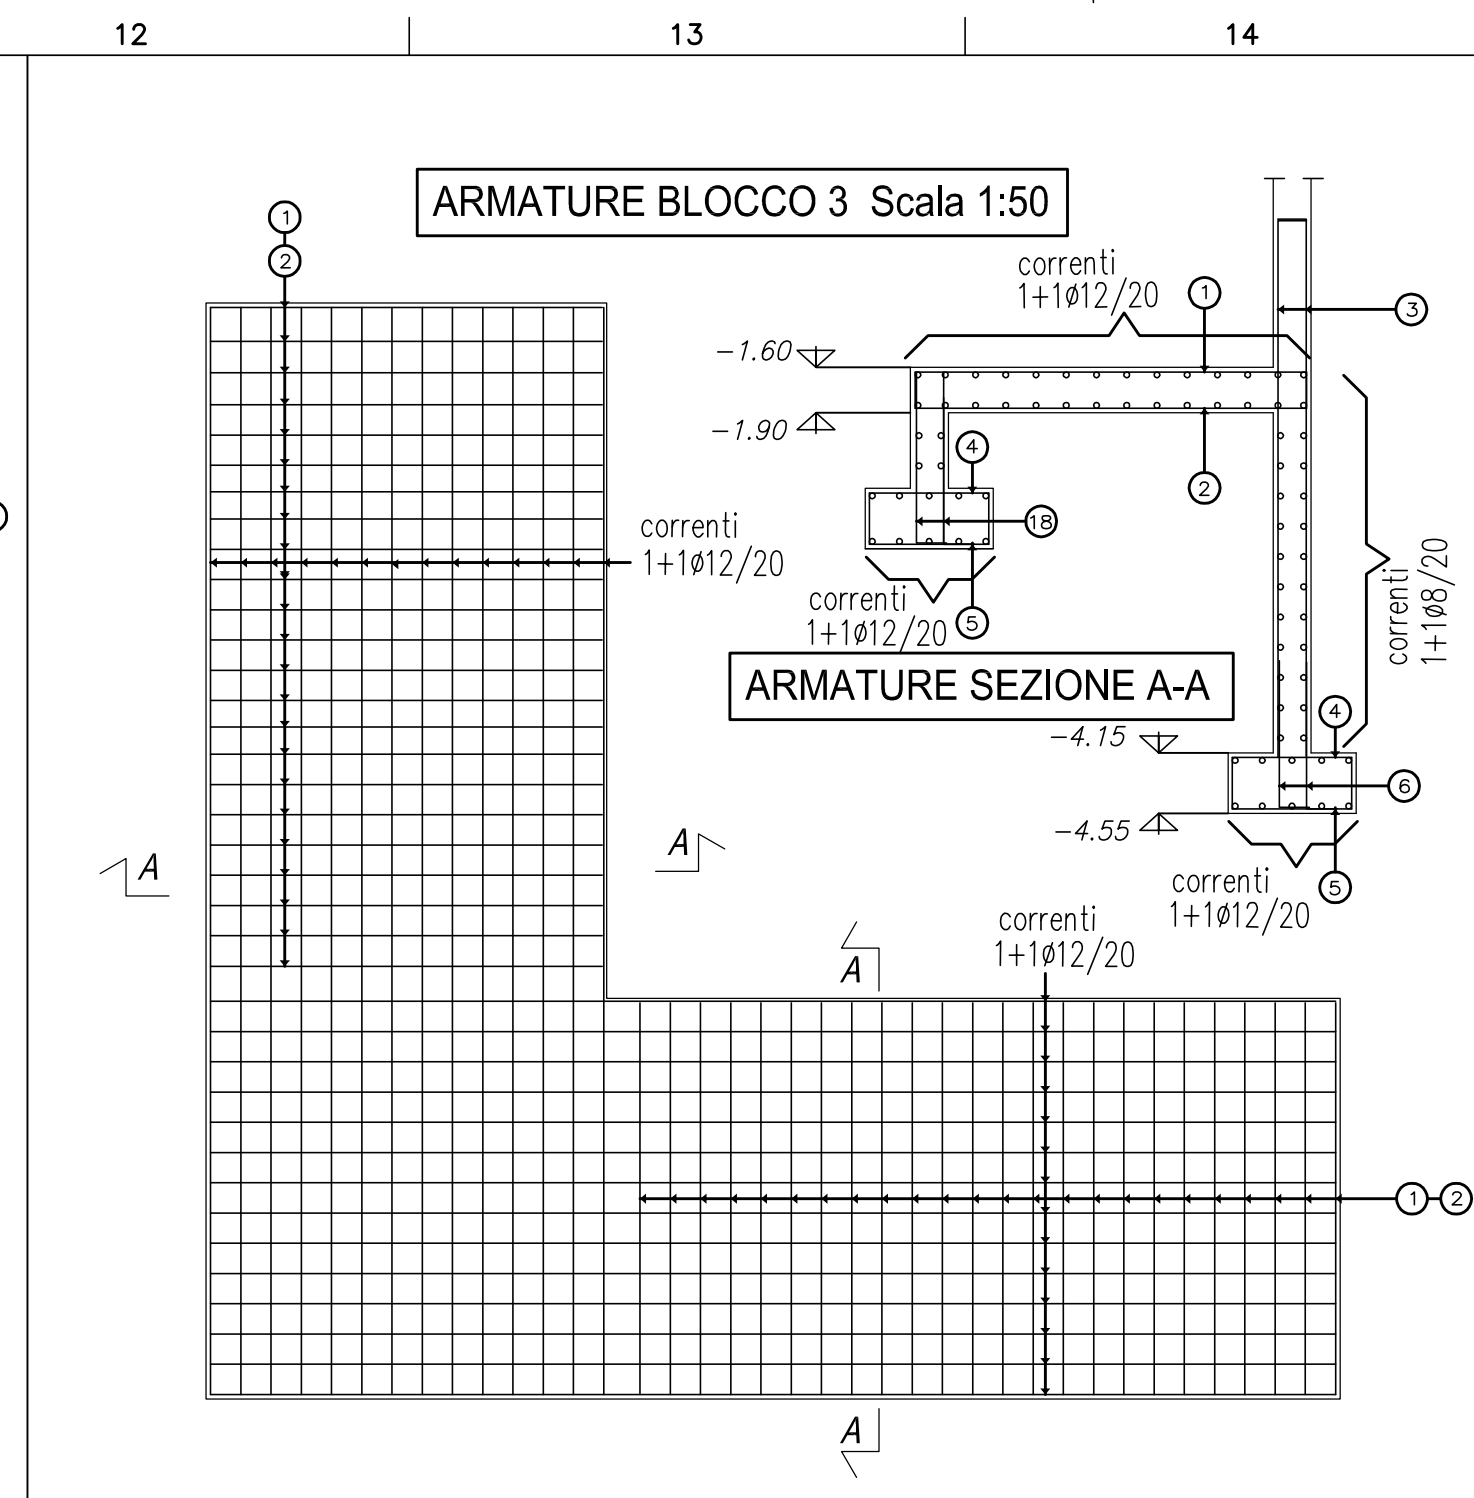 12
13
14
ARMATURE BLOCCO 3 Scala 1:50
1
2
correnti
1+1ø12/20
1
3
-1.60
-1.90
4
2
18
correnti
1+1ø12/20
correnti
1+1ø12/20
5
correnti
1+1ø8/20
ARMATURE SEZIONE A-A
-4.15
4
6
-4.55
5
correnti
1+1ø12/20
A
A
correnti
1+1ø12/20
A
1
2
A